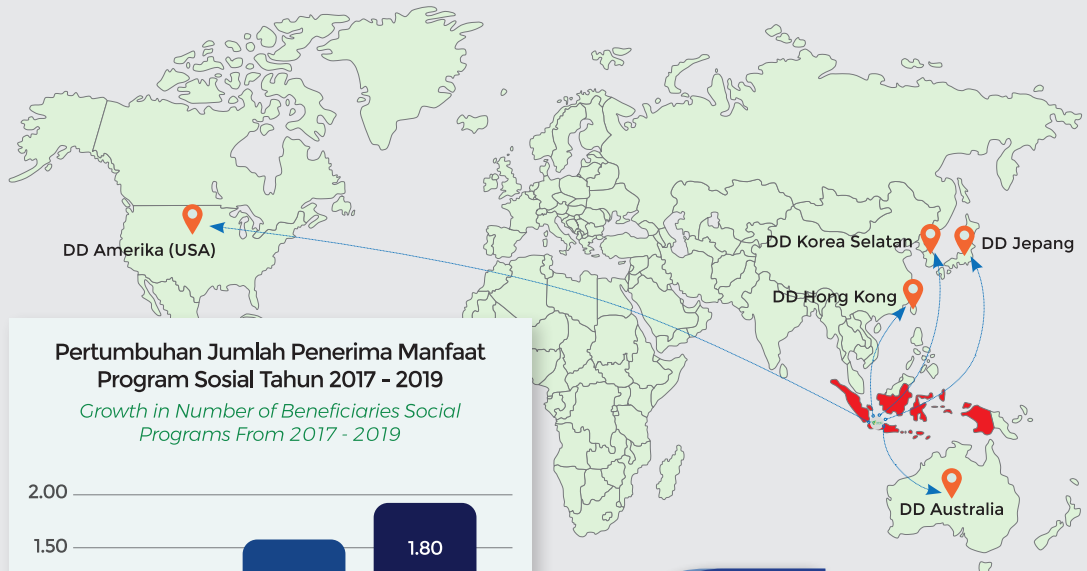 DD Amerika (USA)
DD Korea Selatan
DD Jepang
DD Hong Kong
DD Australia
Pertumbuhan Jumlah Penerima Manfaat
Program Sosial Tahun 2017 - 2019
Growth in Number of Beneficiaries Social
Programs From 2017 - 2019
2.00
1.50
1.80